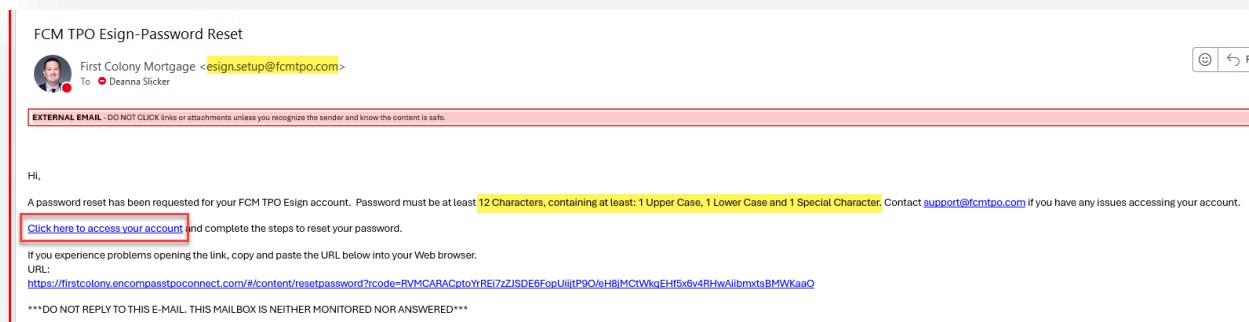 FCM TPO Esign-Password Reset
First Colony Mortgage <esign.setup@fcmtpo.com>
To Deanna Slicker
EXTERNAL EMAIL - DO NOT CLICK links or attachments unless you recognize the sender and know the content is safe.
Hi,
A password reset has been requested for your FCM TPO Esign account. Password must be at least 12 Characters, containing at least: 1 Upper Case, 1 Lower Case and 1 Special Character. Contact support@fcmtpo.com if you have any issues accessing your account.
Click here to access your account and complete the steps to reset your password.
If you experience problems opening the link, copy and paste the URL below into your Web browser.
URL:
https://firstcolony.encompasstpoconnect.com/#/content/resetpassword?rcode=RVMCARACptoYrREi7zZJSDE6FopUiijtP9O/eH8jMCtWkqEHf5x6v4RHwAiibmxtsBMWKaaO
***DO NOT REPLY TO THIS E-MAIL. THIS MAILBOX IS NEITHER MONITORED NOR ANSWERED***